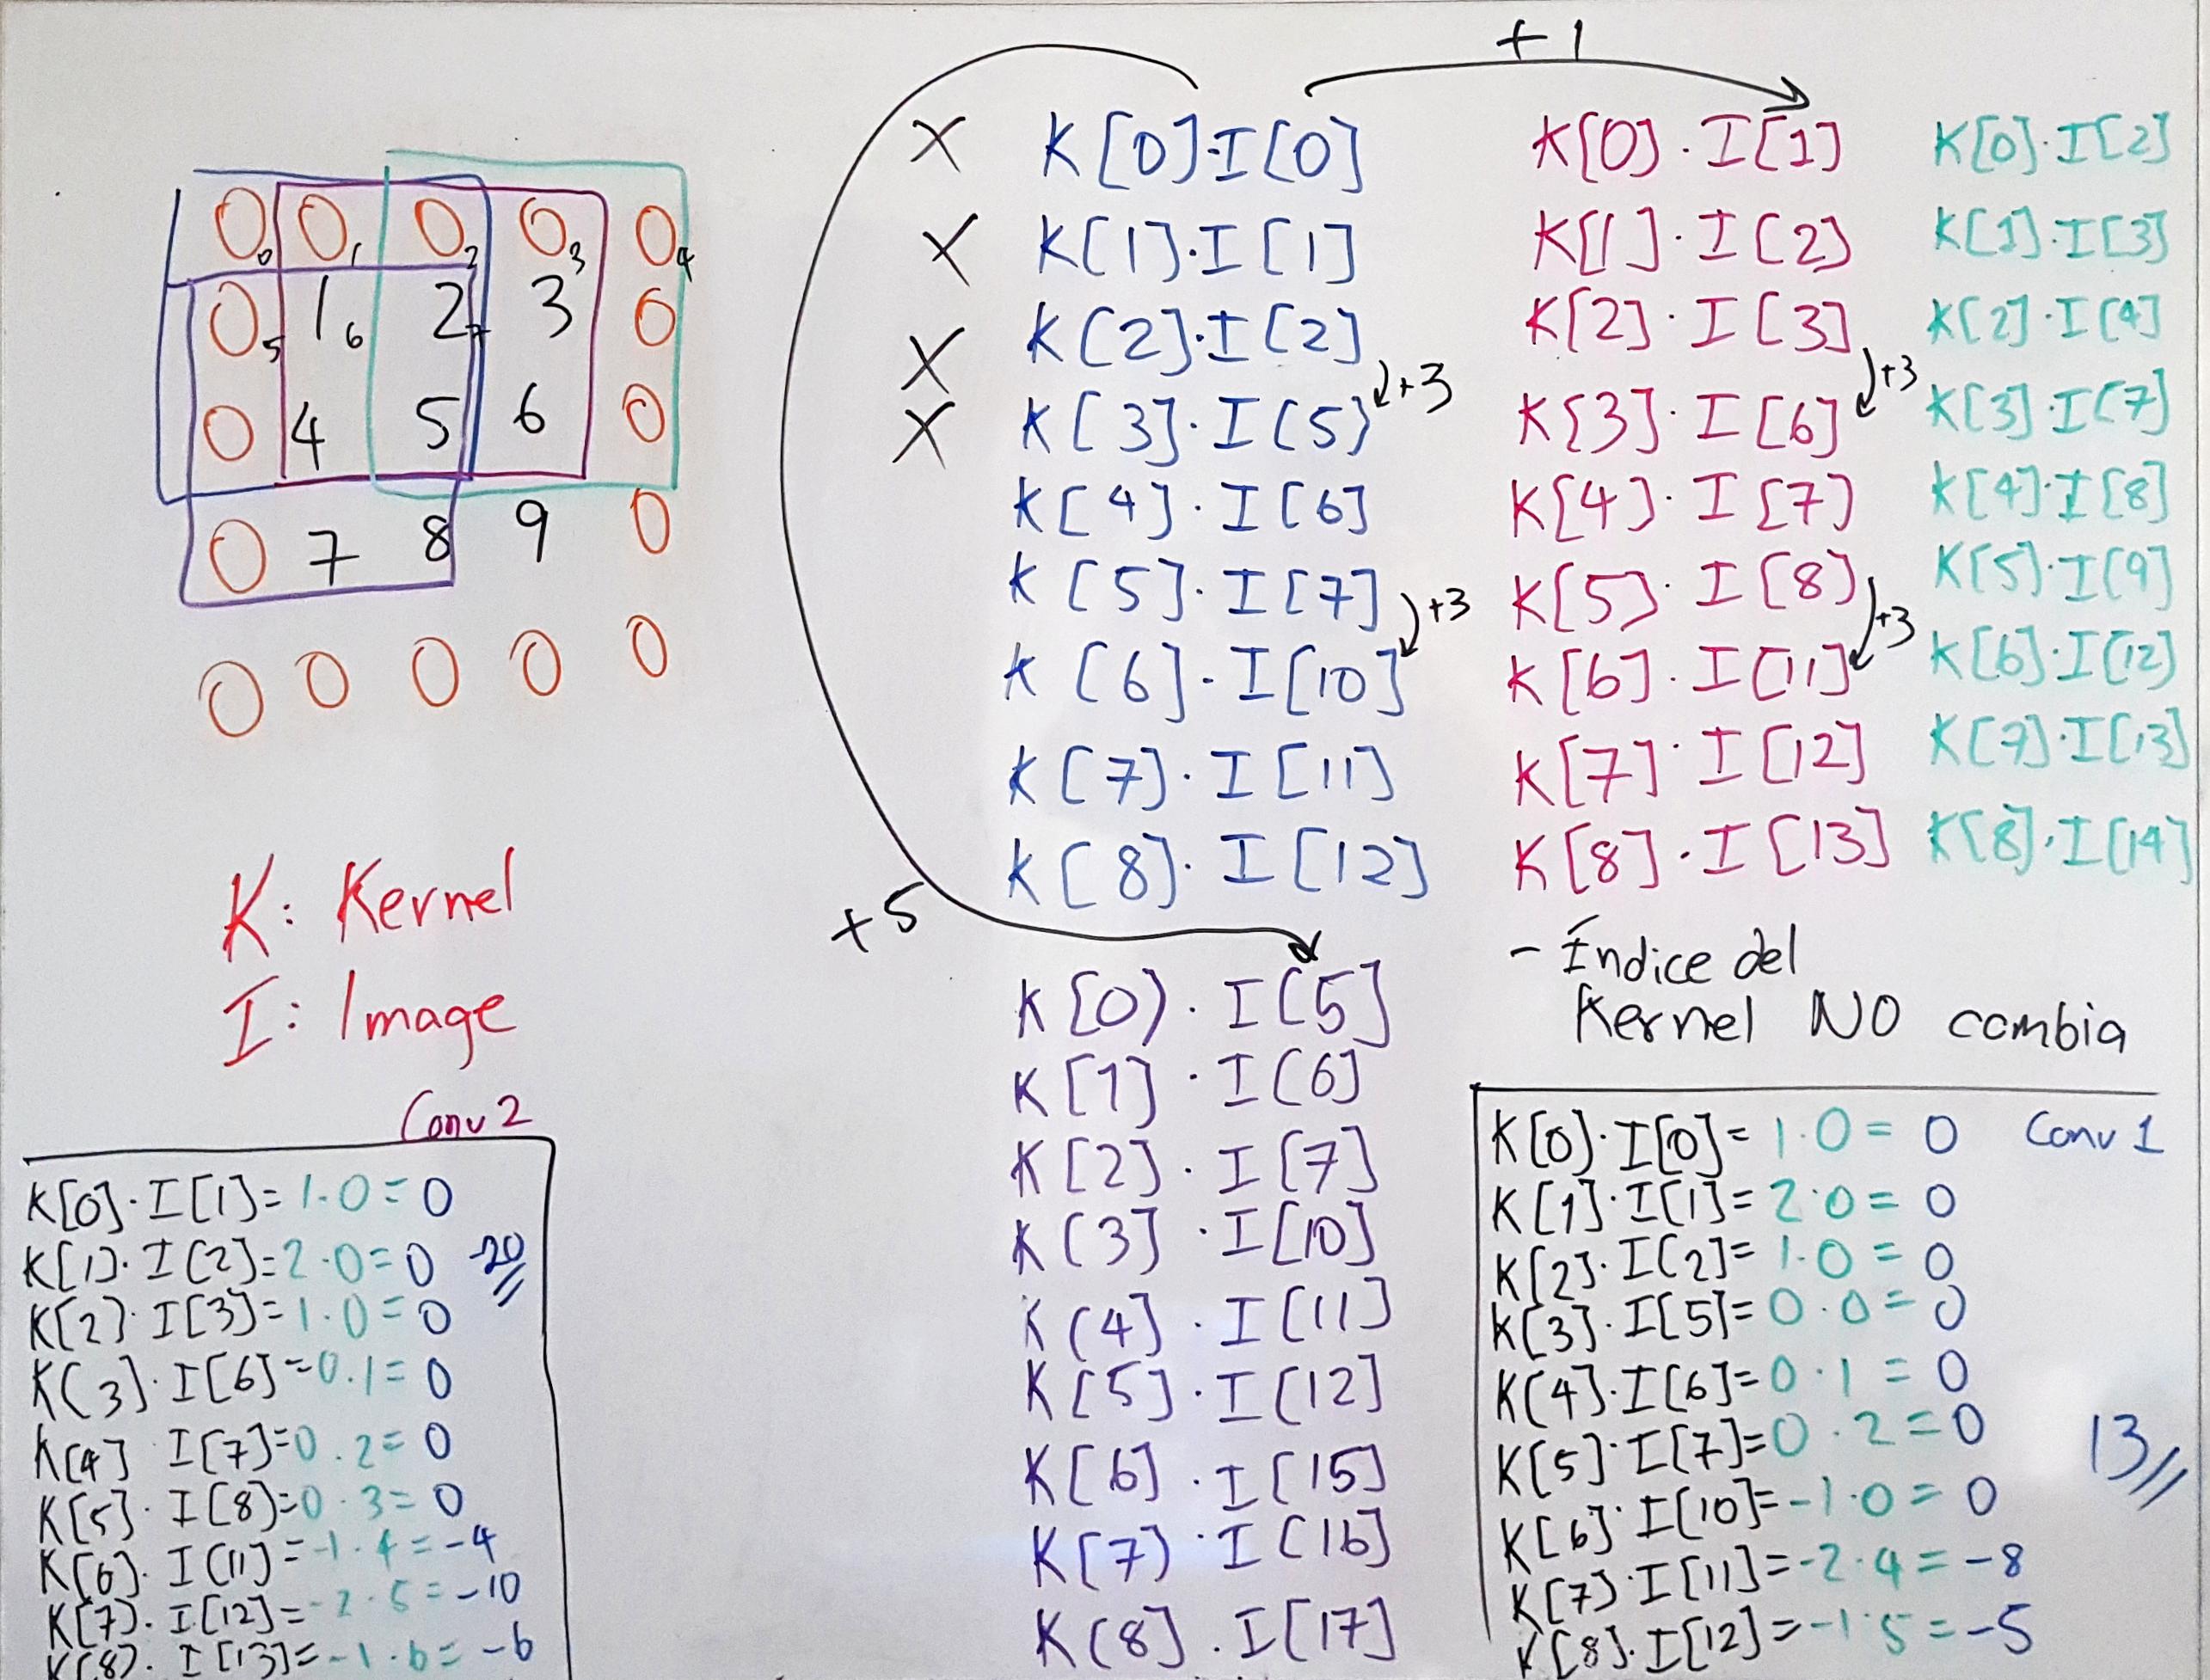 +1
0₀ 0₁ 0₂ 0₃ 0₄
0₅ 1₆ 2₇ 3 0
0 4 5 6 0
0 7 8 9 0
0 0 0 0 0
K: Kernel
I: Image
X K[0]·I[0]
X K[1]·I[1]
X K[2]·I[2]
+3
X K[3]·I[5]
K[4]·I[6]
K[5]·I[7]
+3
K[6]·I[10]
K[7]·I[11]
K[8]·I[12]
+5
K[0]·I[5]
K[1]·I[6]
K[2]·I[7]
K[3]·I[10]
K[4]·I[11]
K[5]·I[12]
K[6]·I[15]
K[7]·I[16]
K[8]·I[17]
K[0]·I[1]
K[1]·I[2]
K[2]·I[3]
+3
K[3]·I[6]
K[4]·I[7]
K[5]·I[8]
+3
K[6]·I[11]
K[7]·I[12]
K[8]·I[13]
K[0]·I[2]
K[1]·I[3]
K[2]·I[4]
K[3]·I[7]
K[4]·I[8]
K[5]·I[9]
K[6]·I[12]
K[7]·I[13]
K[8]·I[14]
- Índice del
Kernel NO cambia
Conv 2
K[0]·I[1]=1·0=0
K[1]·I[2]=2·0=0 -20
K[2]·I[3]=1·0=0
K[3]·I[6]=0·1=0
K[4] I[7]=0·2=0
K[5]·I[8]=0·3=0
K[6]·I[11]=-1·4=-4
K[7]·I[12]=-2·5=-10
K[8]·I[13]=-1·6=-6
K[0]·I[0]=1·0=0 Conv 1
K[1]·I[1]=2·0=0
K[2]·I[2]=1·0=0
K[3]·I[5]=0·0=0
K[4]·I[6]=0·1=0
K[5]·I[7]=0·2=0 13
K[6]·I[10]=-1·0=0
K[7]·I[11]=-2·4=-8
K[8]·I[12]=-1·5=-5